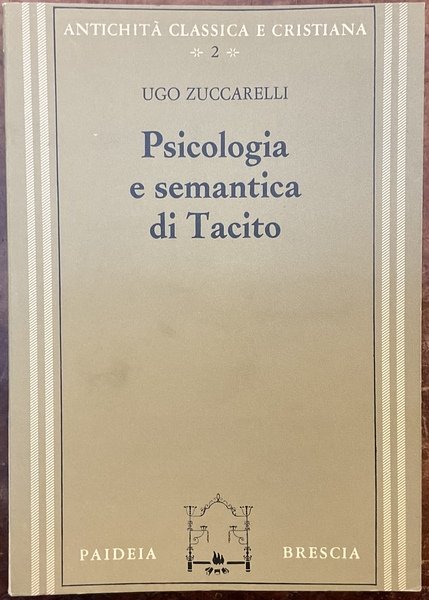 ANTICHITÀ CLASSICA E CRISTIANA
2
UGO ZUCCARELLI
Psicologia
e semantica
di Tacito
PAIDEIA BRESCIA